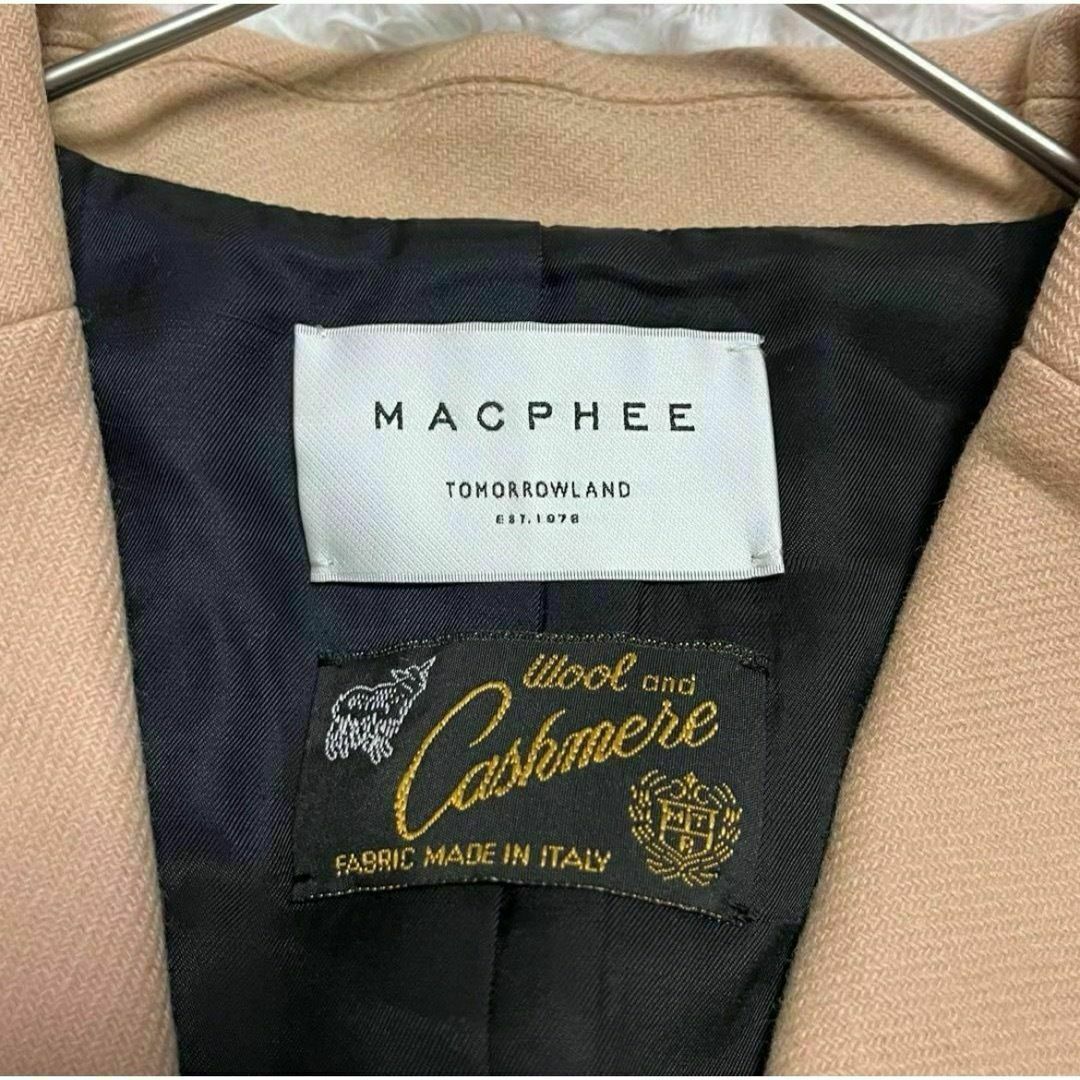 MACPHEE
TOMORROWLAND
EST.1978
Wool and
Cashmere
FABRIC MADE IN ITALY